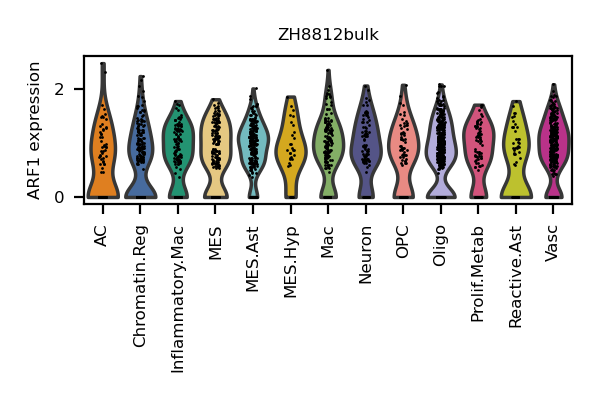 ZH8812bulk
ARF1 expression
2
0
AC
Chromatin.Reg
Inflammatory.Mac
MES
MES.Ast
MES.Hyp
Mac
Neuron
OPC
Oligo
Prolif.Metab
Reactive.Ast
Vasc